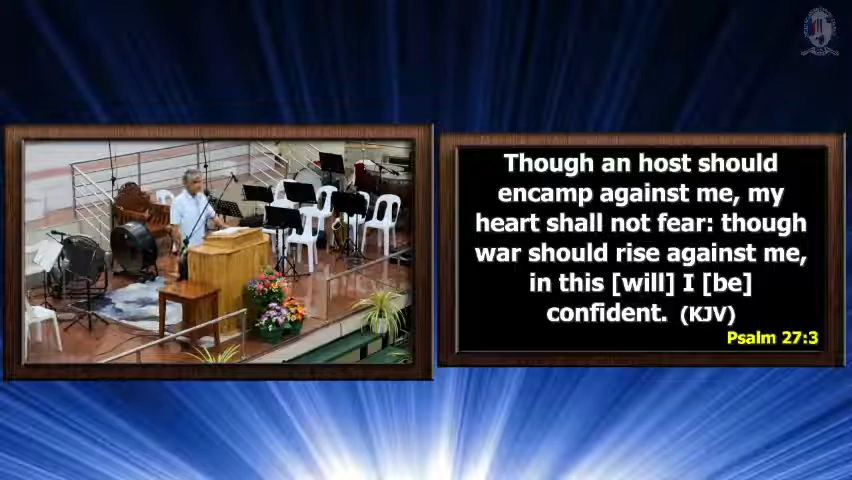 Though an host should
encamp against me, my
heart shall not fear: though
war should rise against me,
in this [will] I [be]
confident. (KJV)
Psalm 27:3